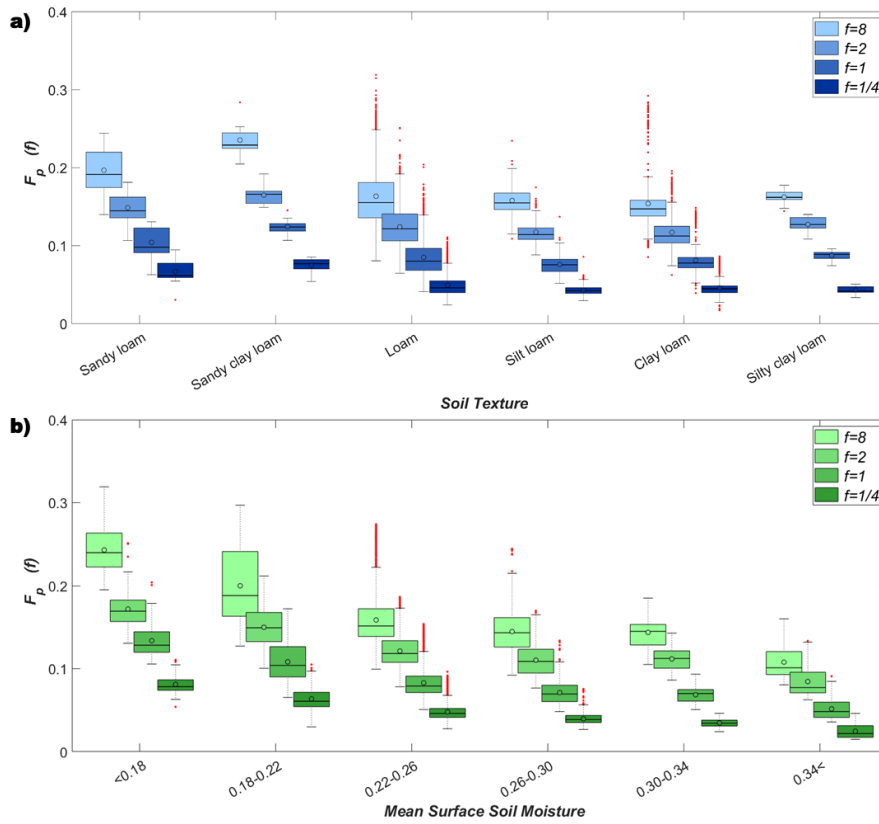 a)
0.4
0.3
0.2
0.1
0
F_p (f)
f=8
f=2
f=1
f=1/4
Sandy loam
Sandy clay loam
Loam
Silt loam
Clay loam
Silty clay loam
Soil Texture
b)
0.4
0.3
0.2
0.1
0
F_p (f)
f=8
f=2
f=1
f=1/4
<0.18
0.18-0.22
0.22-0.26
0.26-0.30
0.30-0.34
0.34<
Mean Surface Soil Moisture